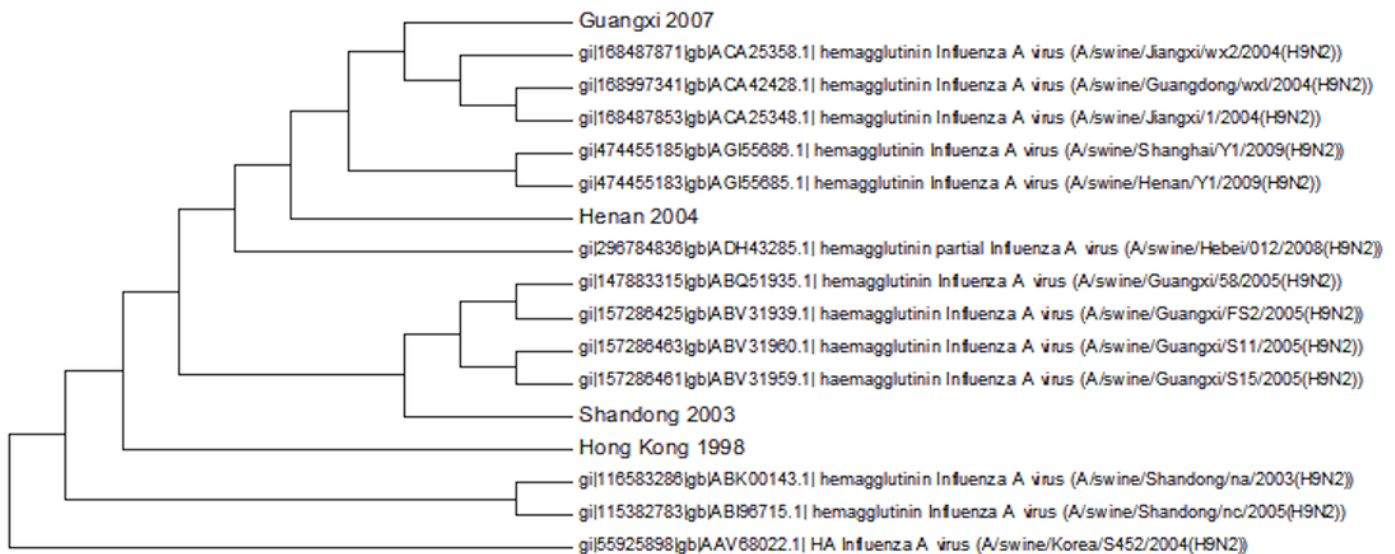 Guangxi 2007
gi|168487871|gb|ACA25358.1| hemagglutinin Influenza A virus (A/swine/Jiangxi/wx2/2004(H9N2))
gi|168997341|gb|ACA42428.1| hemagglutinin Influenza A virus (A/swine/Guangdong/wxl/2004(H9N2))
gi|168487853|gb|ACA25348.1| hemagglutinin Influenza A virus (A/swine/Jiangxi/1/2004(H9N2))
gi|474455185|gb|AGI55686.1| hemagglutinin Influenza A virus (A/swine/Shanghai/Y1/2009(H9N2))
gi|474455183|gb|AGI55685.1| hemagglutinin Influenza A virus (A/swine/Henan/Y1/2009(H9N2))
Henan 2004
gi|296784836|gb|ADH43285.1| hemagglutinin partial Influenza A virus (A/swine/Hebei/012/2008(H9N2))
gi|147883315|gb|ABQ51935.1| hemagglutinin Influenza A virus (A/swine/Guangxi/58/2005(H9N2))
gi|157286425|gb|ABV31939.1| haemagglutinin Influenza A virus (A/swine/Guangxi/FS2/2005(H9N2))
gi|157286463|gb|ABV31960.1| haemagglutinin Influenza A virus (A/swine/Guangxi/S11/2005(H9N2))
gi|157286461|gb|ABV31959.1| haemagglutinin Influenza A virus (A/swine/Guangxi/S15/2005(H9N2))
Shandong 2003
Hong Kong 1998
gi|116583286|gb|ABK00143.1| hemagglutinin Influenza A virus (A/swine/Shandong/na/2003(H9N2))
gi|115382783|gb|ABI96715.1| hemagglutinin Influenza A virus (A/swine/Shandong/nc/2005(H9N2))
gi|55925898|gb|AAV68022.1| HA Influenza A virus (A/swine/Korea/S452/2004(H9N2))